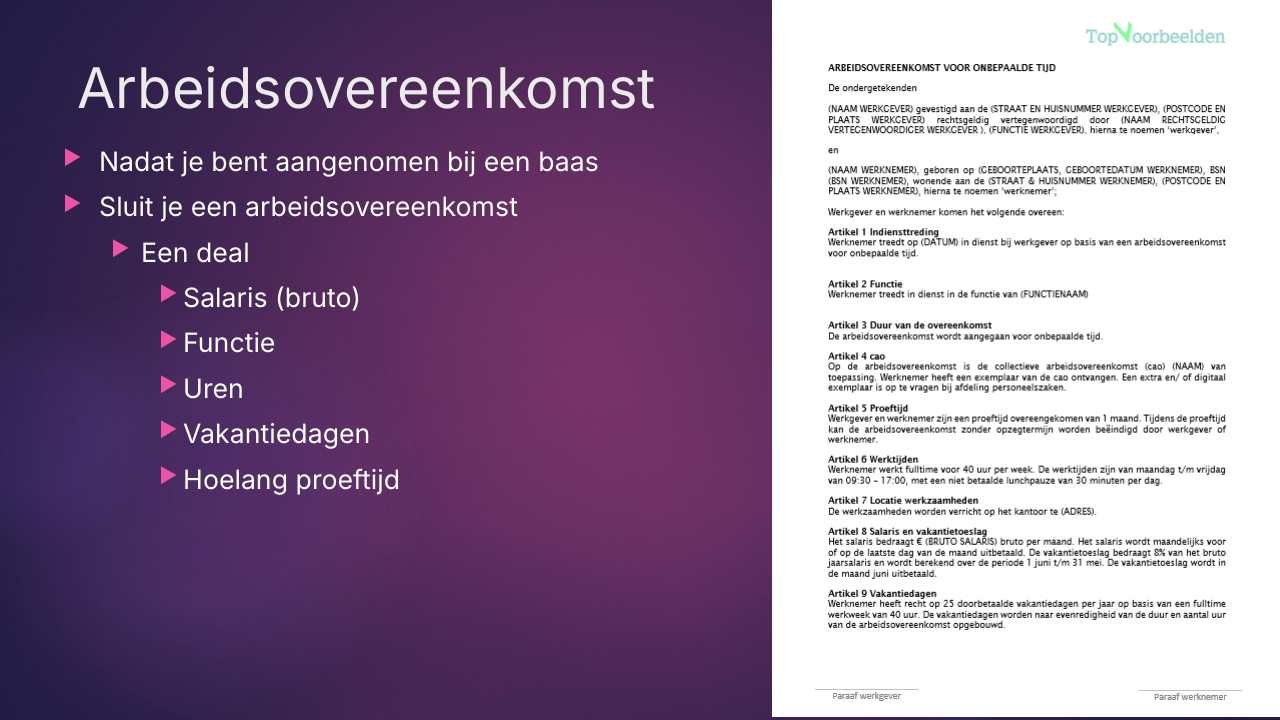 Arbeidsovereenkomst
Nadat je bent aangenomen bij een baas
Sluit je een arbeidsovereenkomst
Een deal
Salaris (bruto)
Functie
Uren
Vakantiedagen
Hoelang proeftijd
TopVoorbeelden
ARBEIDSOVEREENKOMST VOOR ONBEPAALDE TIJD
De ondergetekenden
(NAAM WERKGEVER) gevestigd aan de (STRAAT EN HUISNUMMER WERKGEVER), (POSTCODE EN
PLAATS WERKGEVER) rechtsgeldig vertegenwoordigd door (NAAM RECHTSGELDIG
VERTEGENWOORDIGER WERKGEVER ), (FUNCTIE WERKGEVER), hierna te noemen ‘werkgever’,
en
(NAAM WERKNEMER), geboren op (GEBOORTEPLAATS, GEBOORTEDATUM WERKNEMER), BSN
(BSN WERKNEMER), wonende aan de (STRAAT & HUISNUMMER WERKNEMER), (POSTCODE EN
PLAATS WERKNEMER), hierna te noemen ‘werknemer’;
Werkgever en werknemer komen het volgende overeen:
Artikel 1 Indiensttreding
Werknemer treedt op (DATUM) in dienst bij werkgever op basis van een arbeidsovereenkomst
voor onbepaalde tijd.
Artikel 2 Functie
Werknemer treedt in dienst in de functie van (FUNCTIENAAM)
Artikel 3 Duur van de overeenkomst
De arbeidsovereenkomst wordt aangegaan voor onbepaalde tijd.
Artikel 4 cao
Op de arbeidsovereenkomst is de collectieve arbeidsovereenkomst (cao) (NAAM) van
toepassing. Werknemer heeft een exemplaar van de cao ontvangen. Een extra en/ of digitaal
exemplaar is op te vragen bij afdeling personeelszaken.
Artikel 5 Proeftijd
Werkgever en werknemer zijn een proeftijd overeengekomen van 1 maand. Tijdens de proeftijd
kan de arbeidsovereenkomst zonder opzegtermijn worden beëindigd door werkgever of
werknemer.
Artikel 6 Werktijden
Werknemer werkt fulltime voor 40 uur per week. De werktijden zijn van maandag t/m vrijdag
van 09:30 – 17:00, met een niet betaalde lunchpauze van 30 minuten per dag.
Artikel 7 Locatie werkzaamheden
De werkzaamheden worden verricht op het kantoor te (ADRES).
Artikel 8 Salaris en vakantietoeslag
Het salaris bedraagt € (BRUTO SALARIS) bruto per maand. Het salaris wordt maandelijks voor
of op de laatste dag van de maand uitbetaald. De vakantietoeslag bedraagt 8% van het bruto
jaarsalaris en wordt berekend over de periode 1 juni t/m 31 mei. De vakantietoeslag wordt in
de maand juni uitbetaald.
Artikel 9 Vakantiedagen
Werknemer heeft recht op 25 doorbetaalde vakantiedagen per jaar op basis van een fulltime
werkweek van 40 uur. De vakantiedagen worden naar evenredigheid van de duur en aantal uur
van de arbeidsovereenkomst opgebouwd.
Paraaf werkgever
Paraaf werknemer